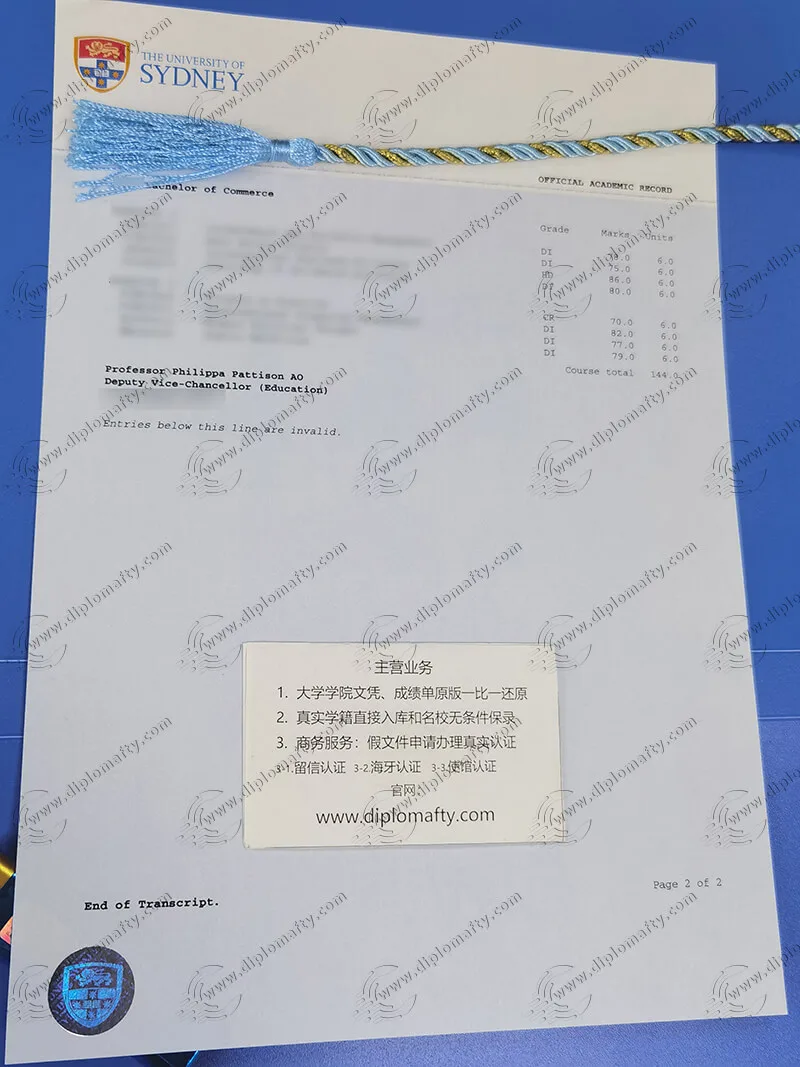 THE UNIVERSITY OF
SYDNEY
Bachelor of Commerce
OFFICIAL ACADEMIC RECORD
Grade Marks Units
DI 78.0 6.0
DI 75.0 6.0
HD 86.0 6.0
DI 80.0 6.0
CR 70.0 6.0
DI 82.0 6.0
DI 77.0 6.0
DI 79.0 6.0
Course total 144.0
Professor Philippa Pattison AO
Deputy Vice-Chancellor (Education)
Entries below this line are invalid.
主营业务
1. 大学学院文凭、成绩单原版一比一还原
2. 真实学籍直接入库和名校无条件保录
3. 商务服务：假文件申请办理真实认证
3-1.留信认证 3-2.海牙认证 3-3.使馆认证
官网：
www.diplomafty.com
Page 2 of 2
End of Transcript.
www.diplomafty.com